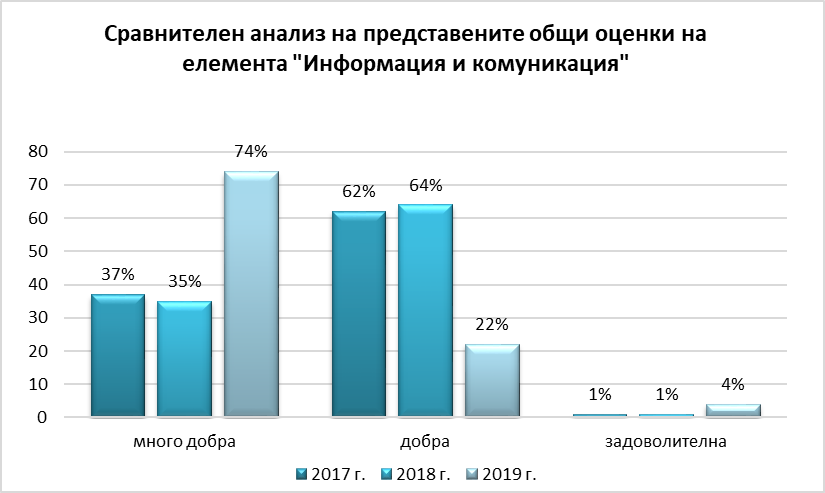 Сравнителен анализ на представените общи оценки на
елемента "Информация и комуникация"
80
70
60
50
40
30
20
10
0
37%
35%
74%
62%
64%
22%
1%
1%
4%
много добра
добра
задоволителна
2017 г.
2018 г.
2019 г.